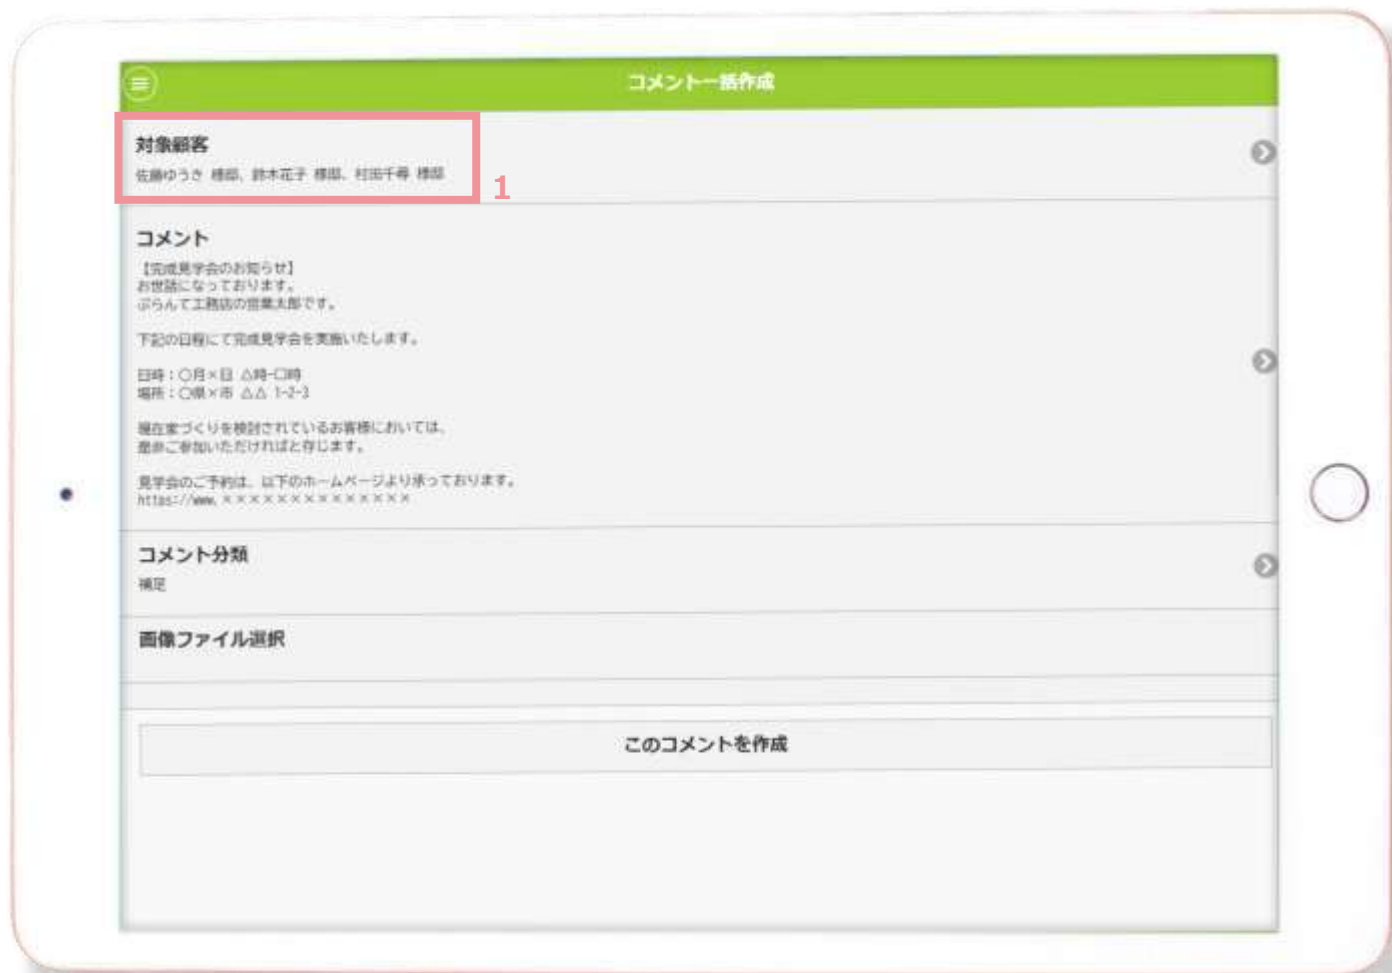 コメント一括作成
対象顧客
佐藤ゆうき 様邸、鈴木花子 様邸、村田千尋 様邸
1
コメント
【完成見学会のお知らせ】
お世話になっております。
ぷらんて工務店の営業太郎です。
下記の日程にて完成見学会を実施いたします。
日時：〇月×日 △時-□時
場所：〇県×市 △△ 1-2-3
現在家づくりを検討されているお客様においては、
是非ご参加いただければと存じます。
見学会のご予約は、以下のホームページより承っております。
https://www.××××××××××××××
コメント分類
補足
画像ファイル選択
このコメントを作成